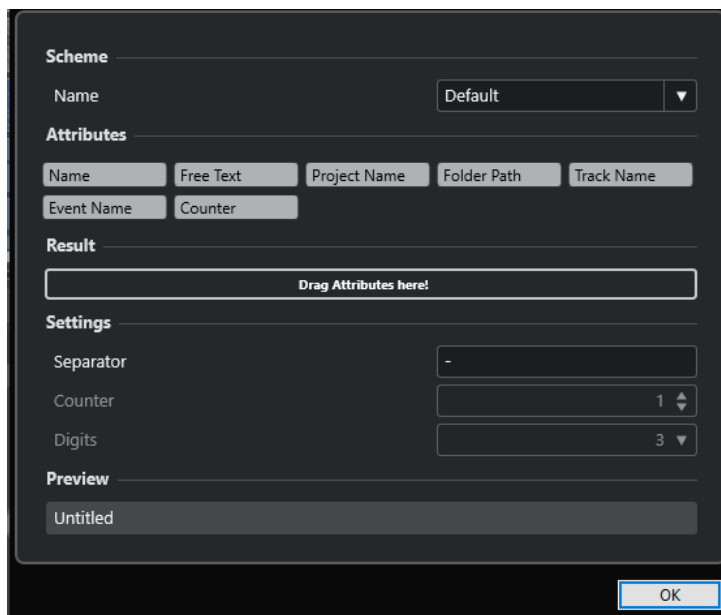 Scheme
Name Default
Attributes
Name Free Text Project Name Folder Path Track Name
Event Name Counter
Result
Drag Attributes here!
Settings
Separator -
Counter 1
Digits 3
Preview
Untitled
OK